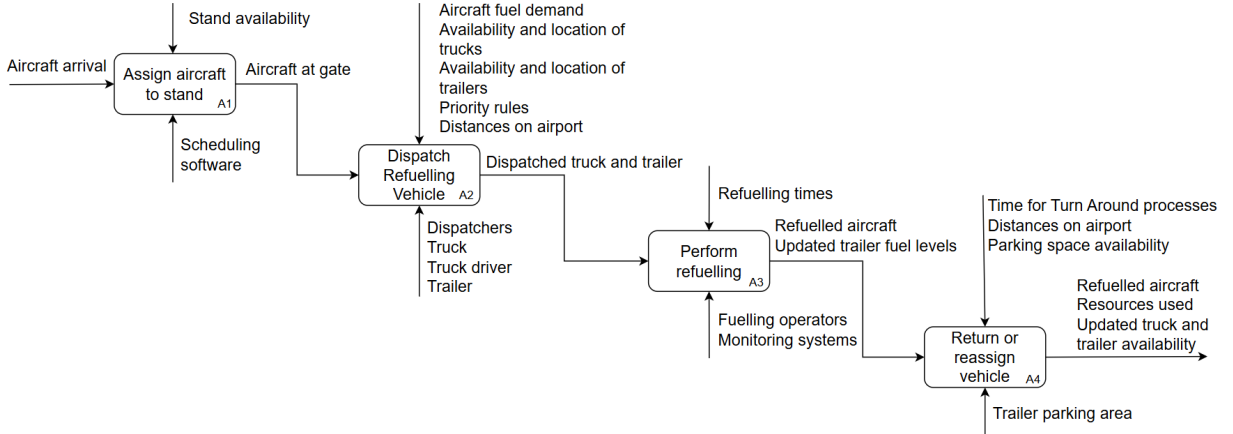 Stand availability
Aircraft arrival
Assign aircraft
to stand
A1
Aircraft at gate
Scheduling
software
Aircraft fuel demand
Availability and location of
trucks
Availability and location of
trailers
Priority rules
Distances on airport
Dispatch
Refuelling
Vehicle
A2
Dispatched truck and trailer
Dispatchers
Truck
Truck driver
Trailer
Refuelling times
Perform
refuelling
A3
Refuelled aircraft
Updated trailer fuel levels
Fuelling operators
Monitoring systems
Time for Turn Around processes
Distances on airport
Parking space availability
Return or
reassign
vehicle
A4
Refuelled aircraft
Resources used
Updated truck and
trailer availability
Trailer parking area